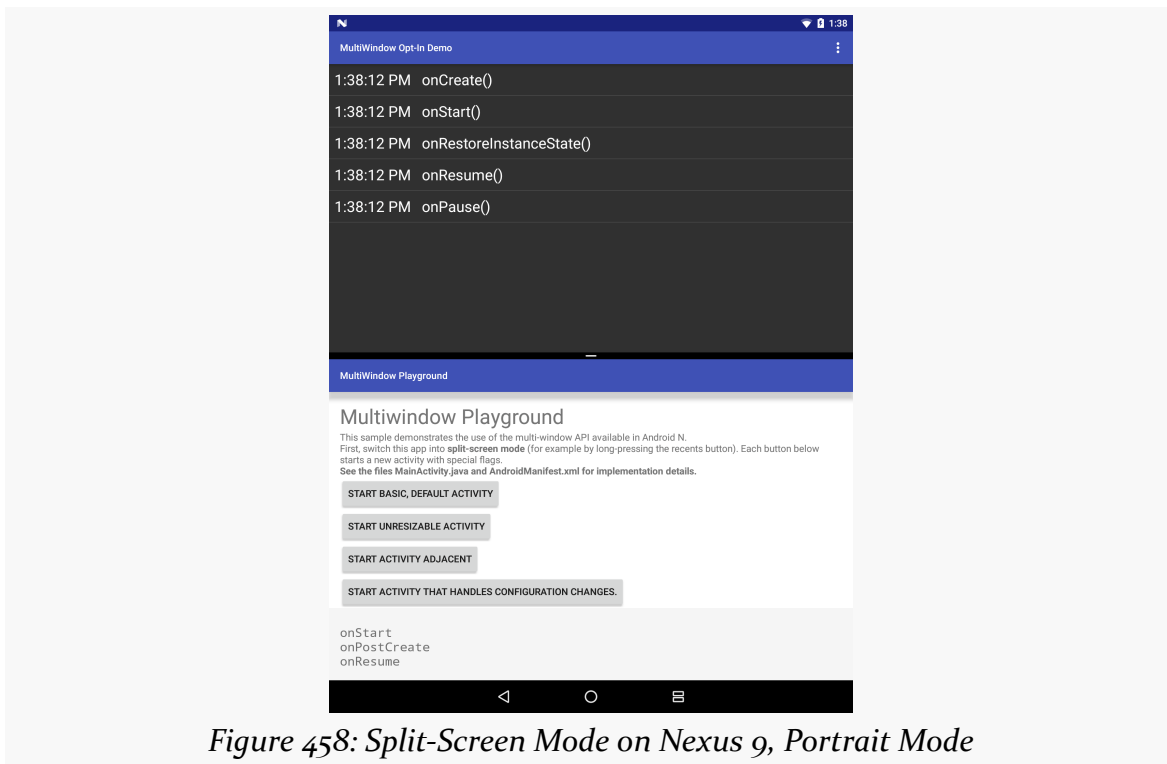 1:38
MultiWindow Opt-In Demo
1:38:12 PM onCreate()
1:38:12 PM onStart()
1:38:12 PM onRestoreInstanceState()
1:38:12 PM onResume()
1:38:12 PM onPause()
MultiWindow Playground
Multiwindow Playground
This sample demonstrates the use of the multi-window API available in Android N.
First, switch this app into split-screen mode (for example by long-pressing the recents button). Each button below
starts a new activity with special flags.
See the files MainActivity.java and AndroidManifest.xml for implementation details.
START BASIC, DEFAULT ACTIVITY
START UNRESIZABLE ACTIVITY
START ACTIVITY ADJACENT
START ACTIVITY THAT HANDLES CONFIGURATION CHANGES.
onStart
onPostCreate
onResume
Figure 458: Split-Screen Mode on Nexus 9, Portrait Mode